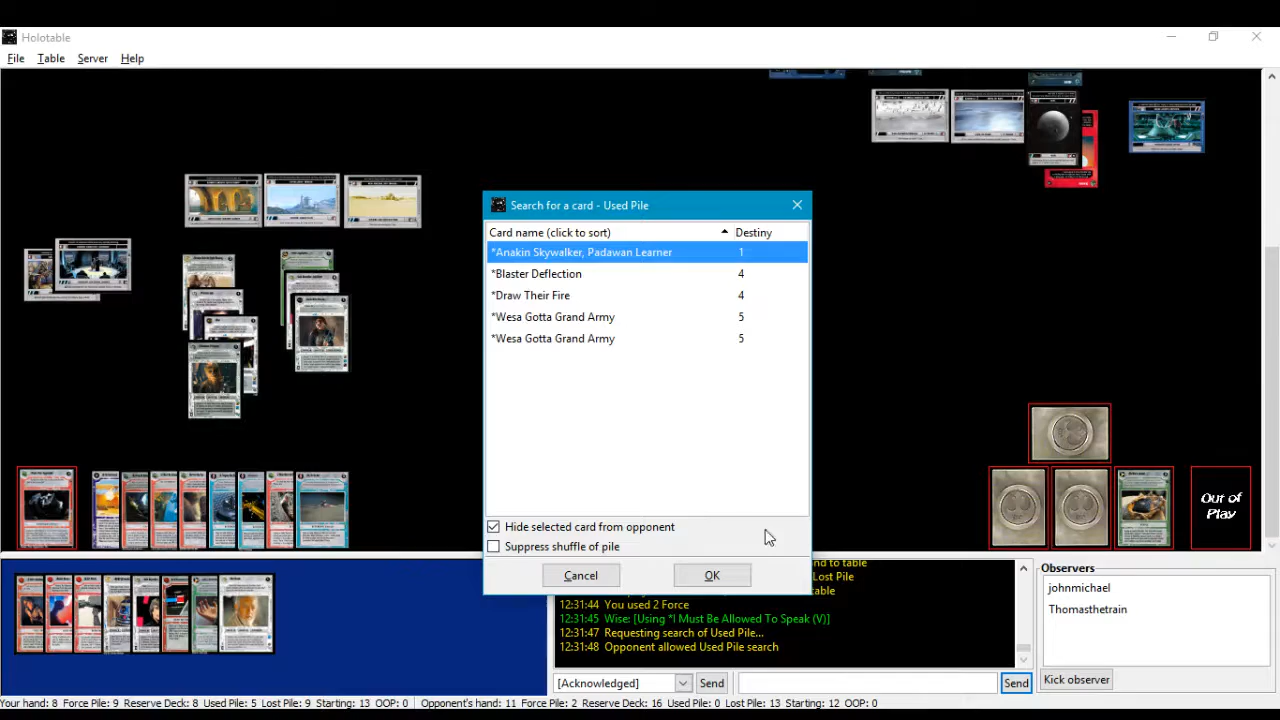 Holotable
File Table Server Help
Search for a card - Used Pile
Card name (click to sort) Destiny
*Anakin Skywalker, Padawan Learner 1
*Blaster Deflection 4
*Draw Their Fire 4
*Wesa Gotta Grand Army 5
*Wesa Gotta Grand Army 5
Hide selected card from opponent
Suppress shuffle of pile
Cancel OK
Out of
Play
Lost Pile
12:31:44 You used 2 Force
12:31:45 Wise: [Using *I Must Be Allowed To Speak (V)]
12:31:47 Requesting search of Used Pile...
12:31:48 Opponent allowed Used Pile search
Observers
johnmichael
Thomasthetrain
[Acknowledged] Send Send Kick observer
Your hand: 8 Force Pile: 9 Reserve Deck: 8 Used Pile: 5 Lost Pile: 9 Starting: 13 OOP: 0 Opponent's hand: 11 Force Pile: 2 Reserve Deck: 16 Used Pile: 0 Lost Pile: 13 Starting: 12 OOP: 0